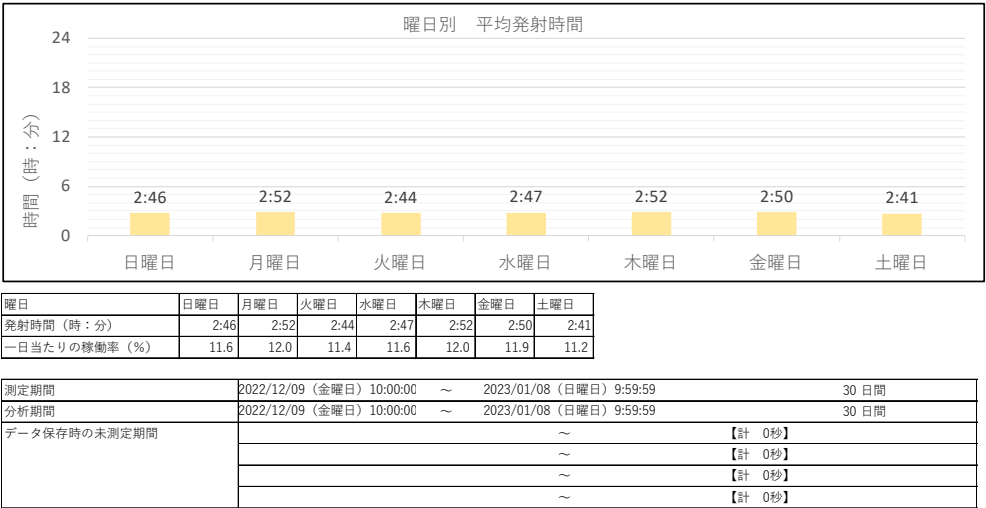 曜日別　平均発射時間
時間（時：分）
24
18
12
6
0
2:46 2:52 2:44 2:47 2:52 2:50 2:41
日曜日 月曜日 火曜日 水曜日 木曜日 金曜日 土曜日
曜日 日曜日 月曜日 火曜日 水曜日 木曜日 金曜日 土曜日
発射時間（時：分） 2:46 2:52 2:44 2:47 2:52 2:50 2:41
一日当たりの稼働率（%） 11.6 12.0 11.4 11.6 12.0 11.9 11.2
測定期間 2022/12/09（金曜日）10:00:00 ～ 2023/01/08（日曜日）9:59:59 30 日間
分析期間 2022/12/09（金曜日）10:00:00 ～ 2023/01/08（日曜日）9:59:59 30 日間
データ保存時の未測定期間 ～ 【計　0秒】
～ 【計　0秒】
～ 【計　0秒】
～ 【計　0秒】